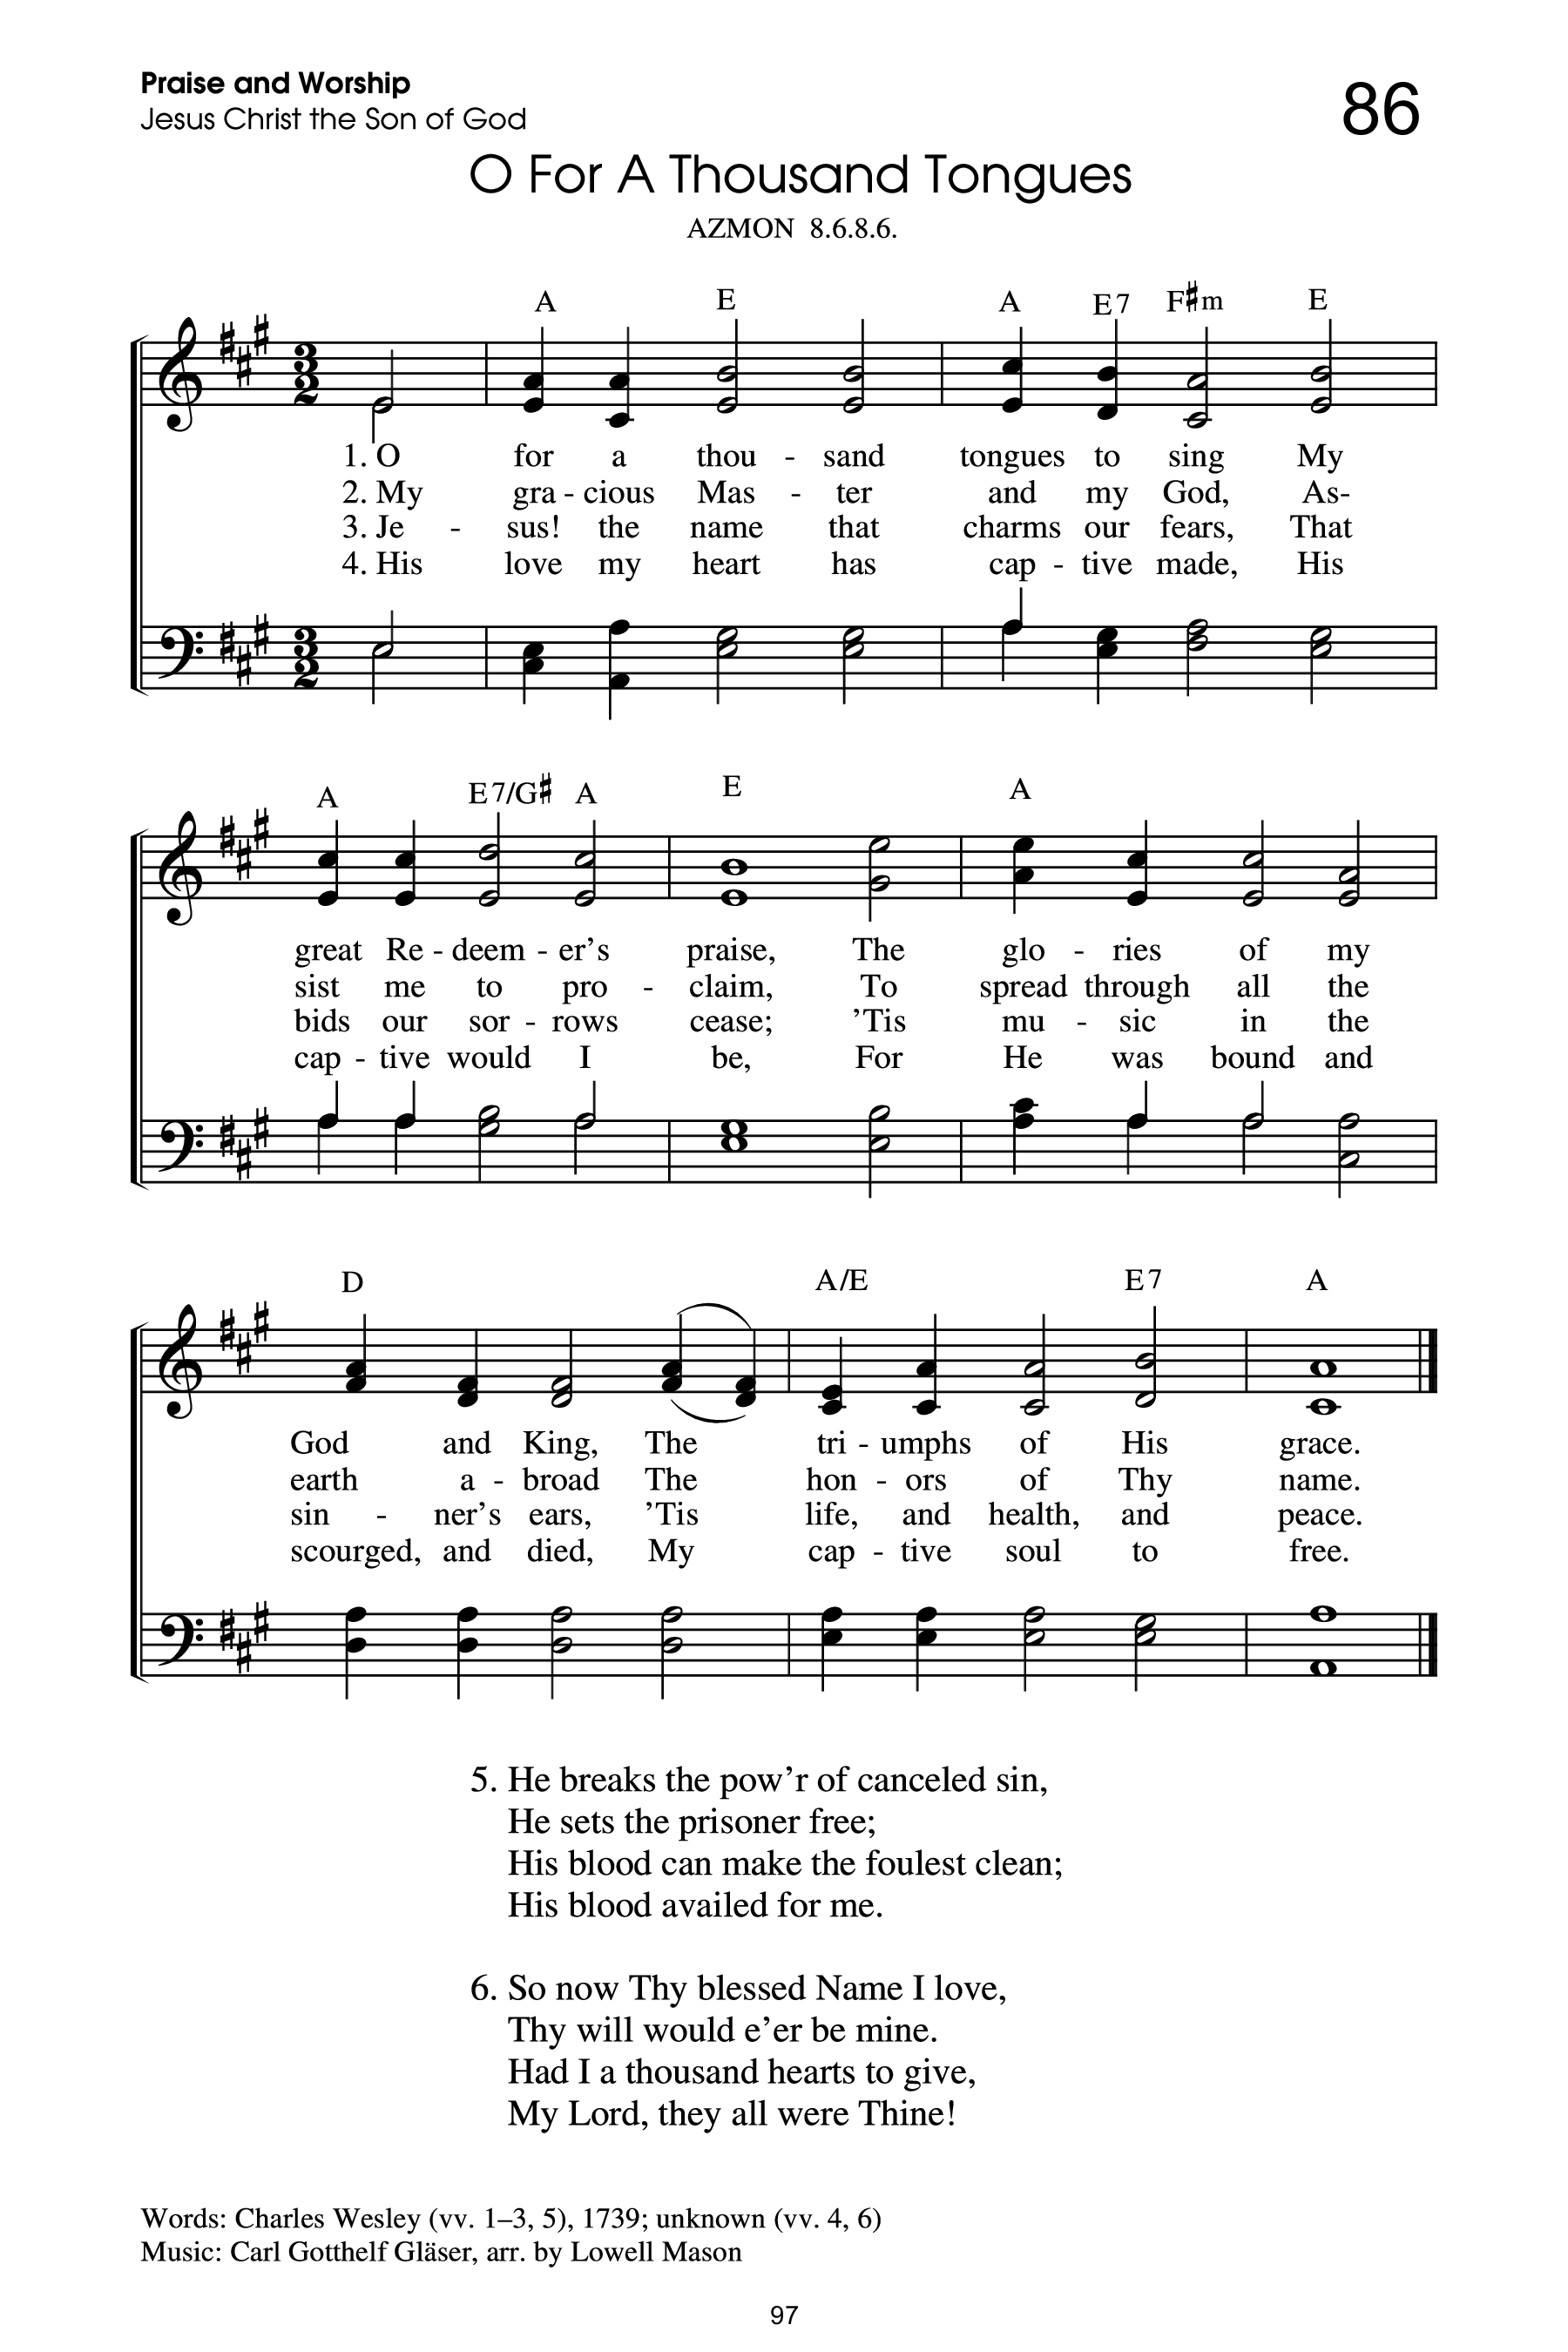 Praise and Worship
Jesus Christ the Son of God
86
O For A Thousand Tongues
AZMON 8.6.8.6.
A E A E7 F♯m E
3 2
1. O for a thou - sand tongues to sing My
2. My gra - cious Mas - ter and my God, As-
3. Je - sus! the name that charms our fears, That
4. His love my heart has cap - tive made, His
3 2
A E7/G♯ A E A
great Re - deem - er’s praise, The glo - ries of my
sist me to pro - claim, To spread through all the
bids our sor - rows cease; ’Tis mu - sic in the
cap - tive would I be, For He was bound and
D A/E E7 A
God and King, The tri - umphs of His grace.
earth a - broad The hon - ors of Thy name.
sin - ner’s ears, ’Tis life, and health, and peace.
scourged, and died, My cap - tive soul to free.
5. He breaks the pow’r of canceled sin,
He sets the prisoner free;
His blood can make the foulest clean;
His blood availed for me.
6. So now Thy blessed Name I love,
Thy will would e’er be mine.
Had I a thousand hearts to give,
My Lord, they all were Thine!
Words: Charles Wesley (vv. 1–3, 5), 1739; unknown (vv. 4, 6)
Music: Carl Gotthelf Gläser, arr. by Lowell Mason
97